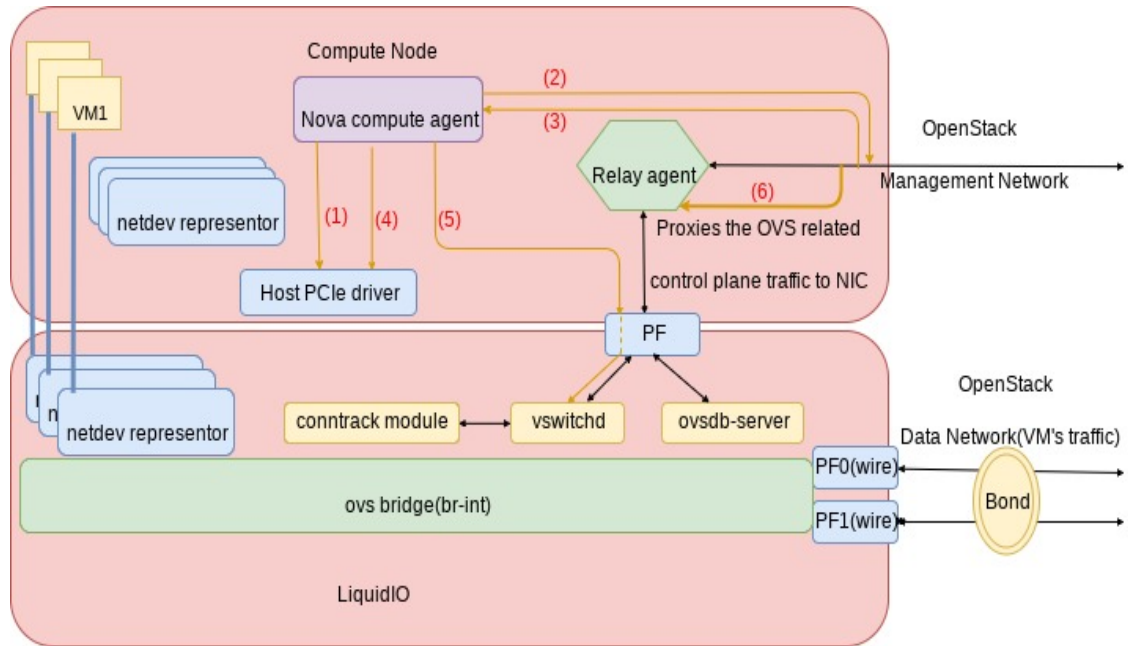 Compute Node
VM1
Nova compute agent
(2)
(3)
OpenStack
Management Network
Relay agent
(6)
Proxies the OVS related
control plane traffic to NIC
netdev representor
(1)
(4)
(5)
Host PCIe driver
PF
n
n
netdev representor
conntrack module
vswitchd
ovsdb-server
OpenStack
Data Network(VM's traffic)
PF0(wire)
PF1(wire)
Bond
ovs bridge(br-int)
LiquidIO